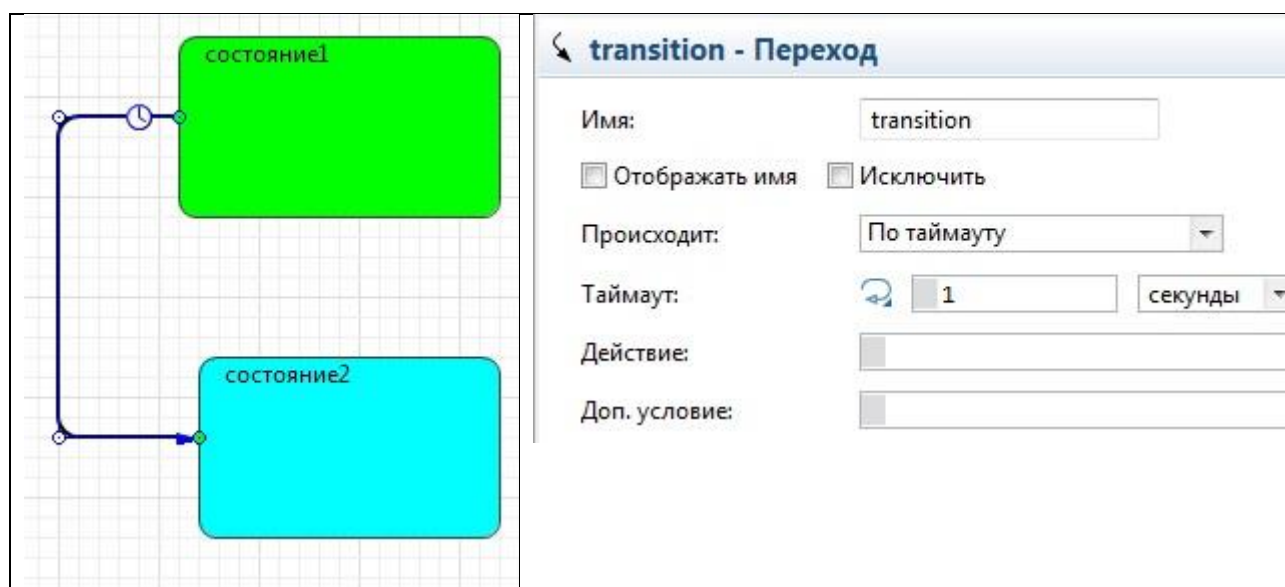 состояние1
состояние2
transition - Переход
Имя: transition
Отображать имя Исключить
Происходит: По таймауту
Таймаут: 1 секунды
Действие:
Доп. условие: